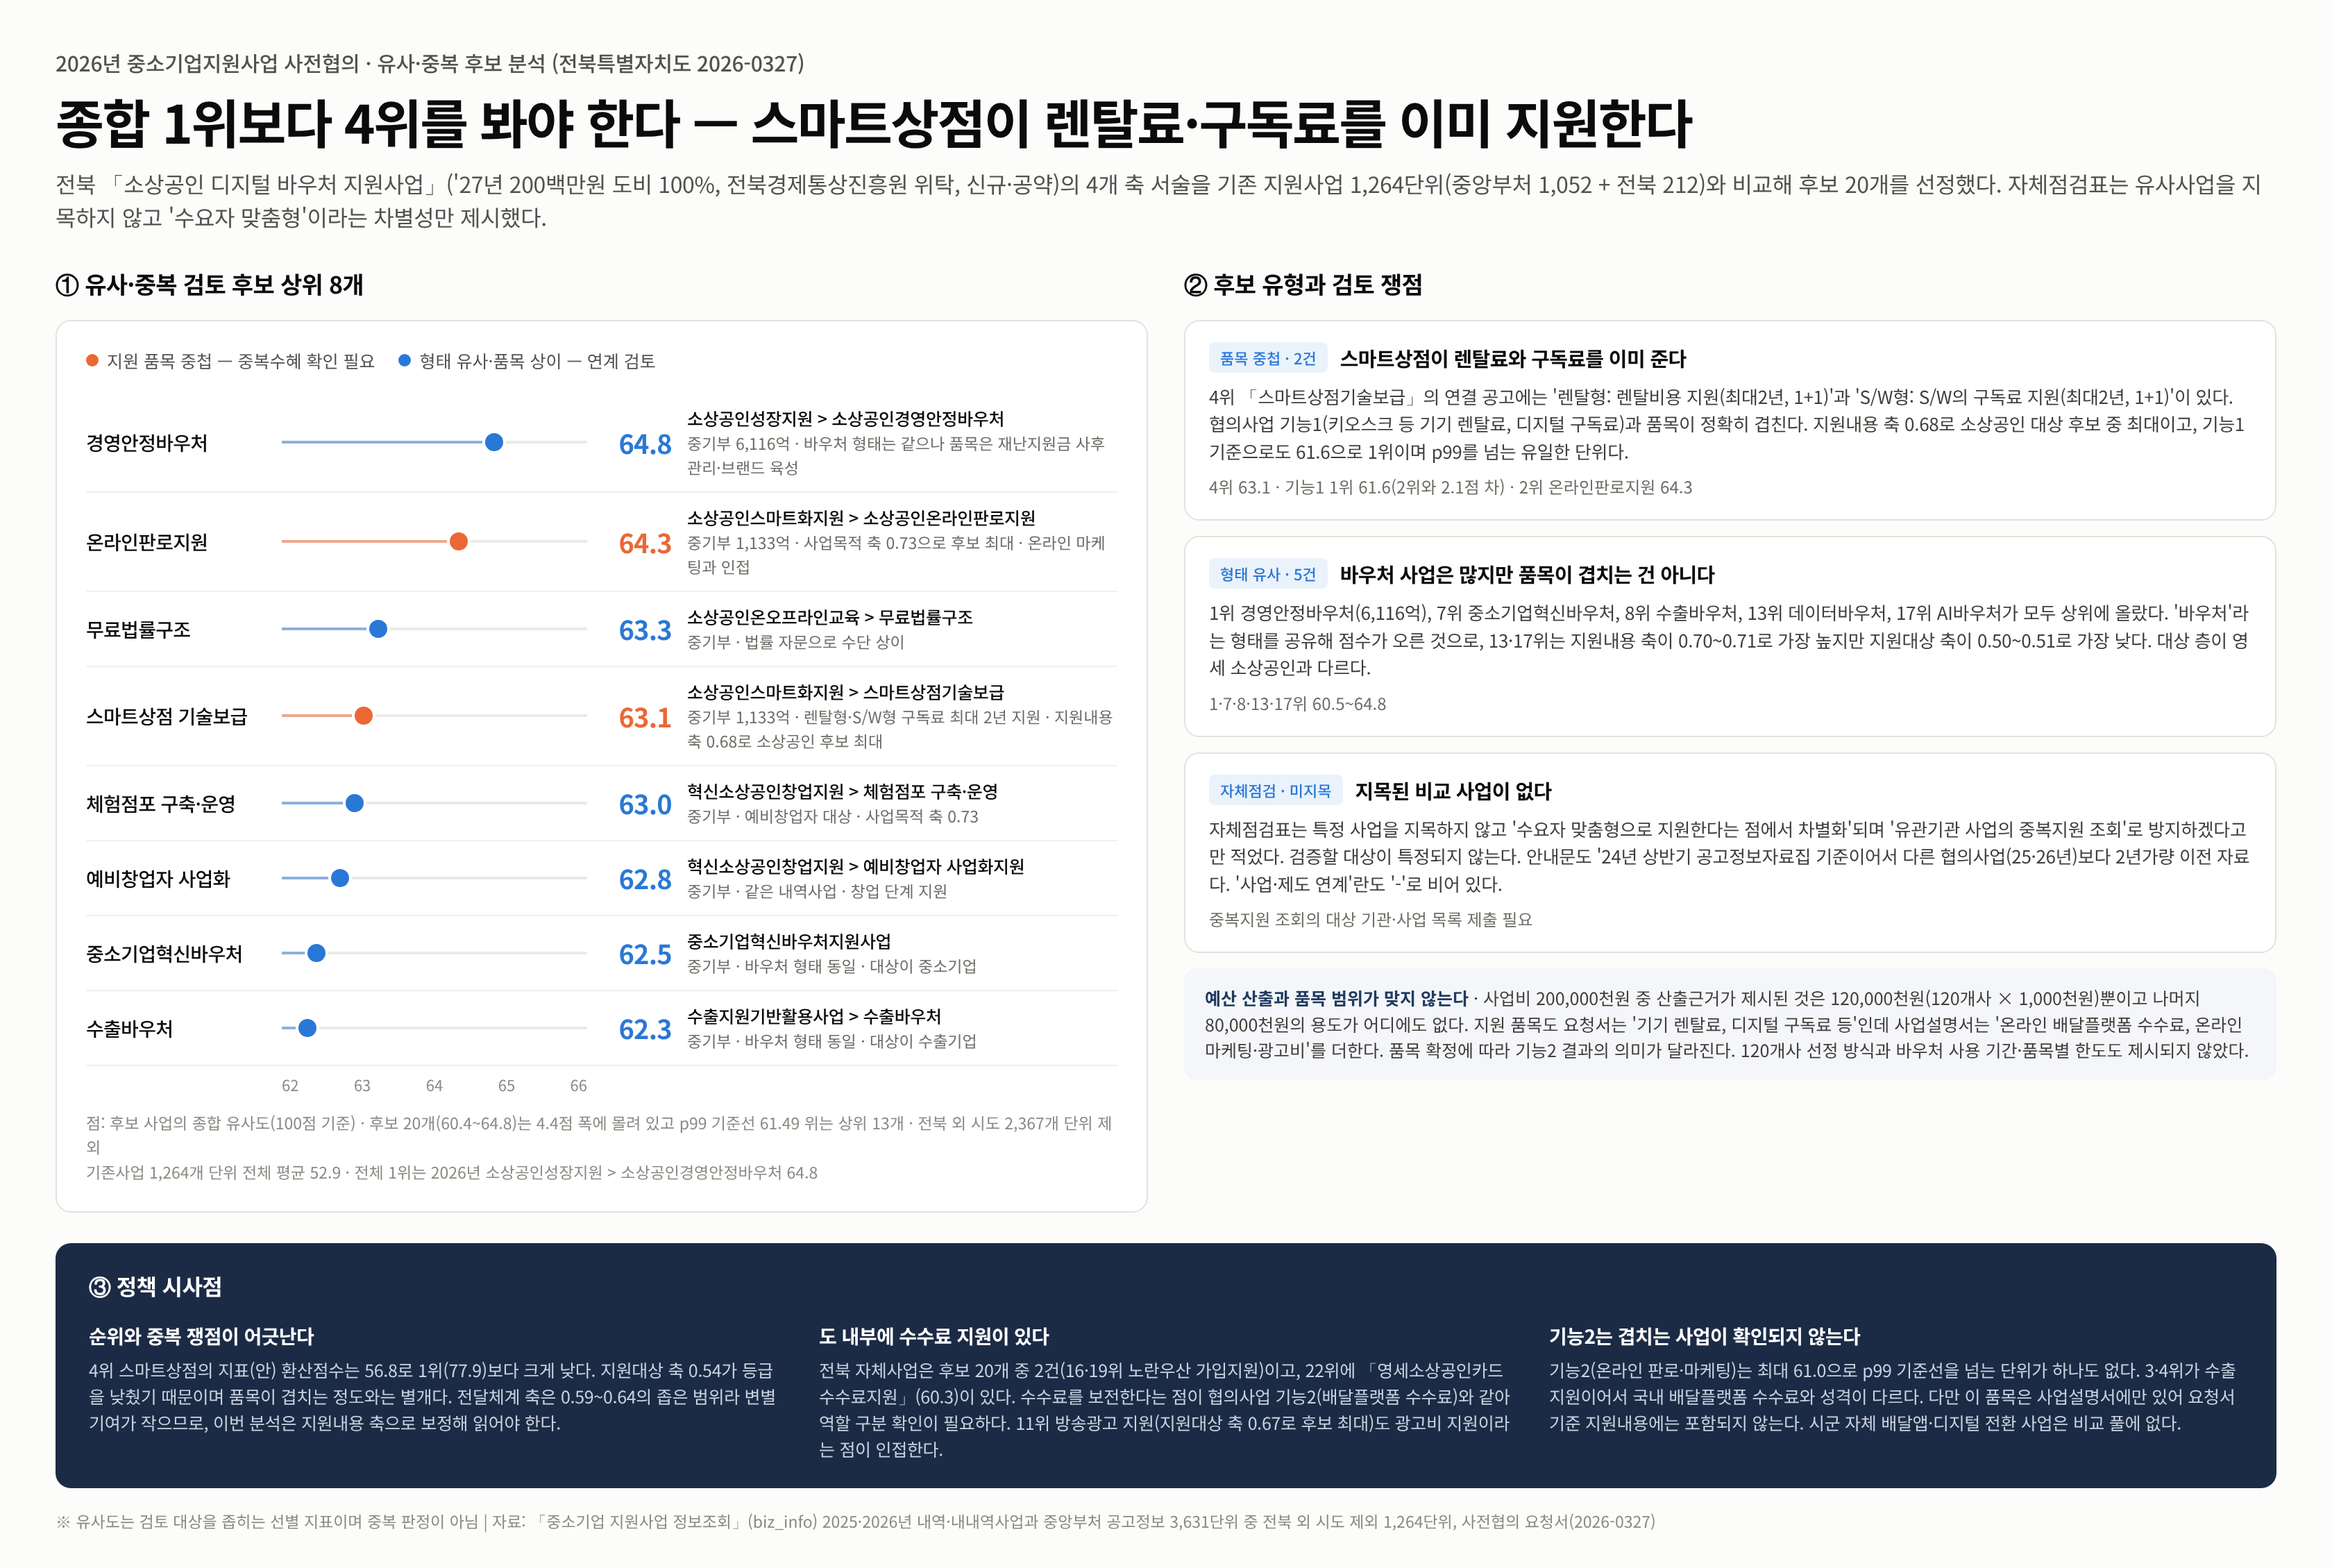 2026년 중소기업지원사업 사전협의 · 유사·중복 후보 분석 (전북특별자치도 2026-0327)
종합 1위보다 4위를 봐야 한다 — 스마트상점이 렌탈료·구독료를 이미 지원한다
전북 「소상공인 디지털 바우처 지원사업」('27년 200백만원 도비 100%, 전북경제통상진흥원 위탁, 신규·공약)의 4개 축 서술을 기존 지원사업 1,264단위(중앙부처 1,052 + 전북 212)와 비교해 후보 20개를 선정했다. 자체점검표는 유사사업을 지
목하지 않고 '수요자 맞춤형'이라는 차별성만 제시했다.
① 유사·중복 검토 후보 상위 8개
지원 품목 중첩 — 중복수혜 확인 필요
형태 유사·품목 상이 — 연계 검토
경영안정바우처
64.8
소상공인성장지원 > 소상공인경영안정바우처
중기부 6,116억 · 바우처 형태는 같으나 품목은 재난지원금 사후
관리·브랜드 육성
온라인판로지원
64.3
소상공인스마트화지원 > 소상공인온라인판로지원
중기부 1,133억 · 사업목적 축 0.73으로 후보 최대 · 온라인 마케
팅과 인접
무료법률구조
63.3
소상공인온오프라인교육 > 무료법률구조
중기부 · 법률 자문으로 수단 상이
스마트상점 기술보급
63.1
소상공인스마트화지원 > 스마트상점기술보급
중기부 1,133억 · 렌탈형·S/W형 구독료 최대 2년 지원 · 지원내용
축 0.68로 소상공인 후보 최대
체험점포 구축·운영
63.0
혁신소상공인창업지원 > 체험점포 구축·운영
중기부 · 예비창업자 대상 · 사업목적 축 0.73
예비창업자 사업화
62.8
혁신소상공인창업지원 > 예비창업자 사업화지원
중기부 · 같은 내역사업 · 창업 단계 지원
중소기업혁신바우처
62.5
중소기업혁신바우처지원사업
중기부 · 바우처 형태 동일 · 대상이 중소기업
수출바우처
62.3
수출지원기반활용사업 > 수출바우처
중기부 · 바우처 형태 동일 · 대상이 수출기업
62 63 64 65 66
점: 후보 사업의 종합 유사도(100점 기준) · 후보 20개(60.4~64.8)는 4.4점 폭에 몰려 있고 p99 기준선 61.49 위는 상위 13개 · 전북 외 시도 2,367개 단위 제
외
기존사업 1,264개 단위 전체 평균 52.9 · 전체 1위는 2026년 소상공인성장지원 > 소상공인경영안정바우처 64.8
② 후보 유형과 검토 쟁점
품목 중첩 · 2건
스마트상점이 렌탈료와 구독료를 이미 준다
4위 「스마트상점기술보급」의 연결 공고에는 '렌탈형: 렌탈비용 지원(최대2년, 1+1)'과 'S/W형: S/W의 구독료 지원(최대2년, 1+1)'이 있다.
협의사업 기능1(키오스크 등 기기 렌탈료, 디지털 구독료)과 품목이 정확히 겹친다. 지원내용 축 0.68로 소상공인 대상 후보 중 최대이고, 기능1
기준으로도 61.6으로 1위이며 p99를 넘는 유일한 단위다.
4위 63.1 · 기능1 1위 61.6(2위와 2.1점 차) · 2위 온라인판로지원 64.3
형태 유사 · 5건
바우처 사업은 많지만 품목이 겹치는 건 아니다
1위 경영안정바우처(6,116억), 7위 중소기업혁신바우처, 8위 수출바우처, 13위 데이터바우처, 17위 AI바우처가 모두 상위에 올랐다. '바우처'라
는 형태를 공유해 점수가 오른 것으로, 13·17위는 지원내용 축이 0.70~0.71로 가장 높지만 지원대상 축이 0.50~0.51로 가장 낮다. 대상 층이 영
세 소상공인과 다르다.
1·7·8·13·17위 60.5~64.8
자체점검 · 미지목
지목된 비교 사업이 없다
자체점검표는 특정 사업을 지목하지 않고 '수요자 맞춤형으로 지원한다는 점에서 차별화'되며 '유관기관 사업의 중복지원 조회'로 방지하겠다고
만 적었다. 검증할 대상이 특정되지 않는다. 안내문도 '24년 상반기 공고정보자료집 기준이어서 다른 협의사업(25·26년)보다 2년가량 이전 자료
다. '사업·제도 연계'란도 '-'로 비어 있다.
중복지원 조회의 대상 기관·사업 목록 제출 필요
예산 산출과 품목 범위가 맞지 않는다 · 사업비 200,000천원 중 산출근거가 제시된 것은 120,000천원(120개사 × 1,000천원)뿐이고 나머지
80,000천원의 용도가 어디에도 없다. 지원 품목도 요청서는 '기기 렌탈료, 디지털 구독료 등'인데 사업설명서는 '온라인 배달플랫폼 수수료, 온라인
마케팅·광고비'를 더한다. 품목 확정에 따라 기능2 결과의 의미가 달라진다. 120개사 선정 방식과 바우처 사용 기간·품목별 한도도 제시되지 않았다.
③ 정책 시사점
순위와 중복 쟁점이 어긋난다
4위 스마트상점의 지표(안) 환산점수는 56.8로 1위(77.9)보다 크게 낮다. 지원대상 축 0.54가 등급
을 낮췄기 때문이며 품목이 겹치는 정도와는 별개다. 전달체계 축은 0.59~0.64의 좁은 범위라 변별
기여가 작으므로, 이번 분석은 지원내용 축으로 보정해 읽어야 한다.
도 내부에 수수료 지원이 있다
전북 자체사업은 후보 20개 중 2건(16·19위 노란우산 가입지원)이고, 22위에 「영세소상공인카드
수수료지원」(60.3)이 있다. 수수료를 보전한다는 점이 협의사업 기능2(배달플랫폼 수수료)와 같아
역할 구분 확인이 필요하다. 11위 방송광고 지원(지원대상 축 0.67로 후보 최대)도 광고비 지원이라
는 점이 인접한다.
기능2는 겹치는 사업이 확인되지 않는다
기능2(온라인 판로·마케팅)는 최대 61.0으로 p99 기준선을 넘는 단위가 하나도 없다. 3·4위가 수출
지원이어서 국내 배달플랫폼 수수료와 성격이 다르다. 다만 이 품목은 사업설명서에만 있어 요청서
기준 지원내용에는 포함되지 않는다. 시군 자체 배달앱·디지털 전환 사업은 비교 풀에 없다.
※ 유사도는 검토 대상을 좁히는 선별 지표이며 중복 판정이 아님 | 자료: 「중소기업 지원사업 정보조회」(biz_info) 2025·2026년 내역·내내역사업과 중앙부처 공고정보 3,631단위 중 전북 외 시도 제외 1,264단위, 사전협의 요청서(2026-0327)